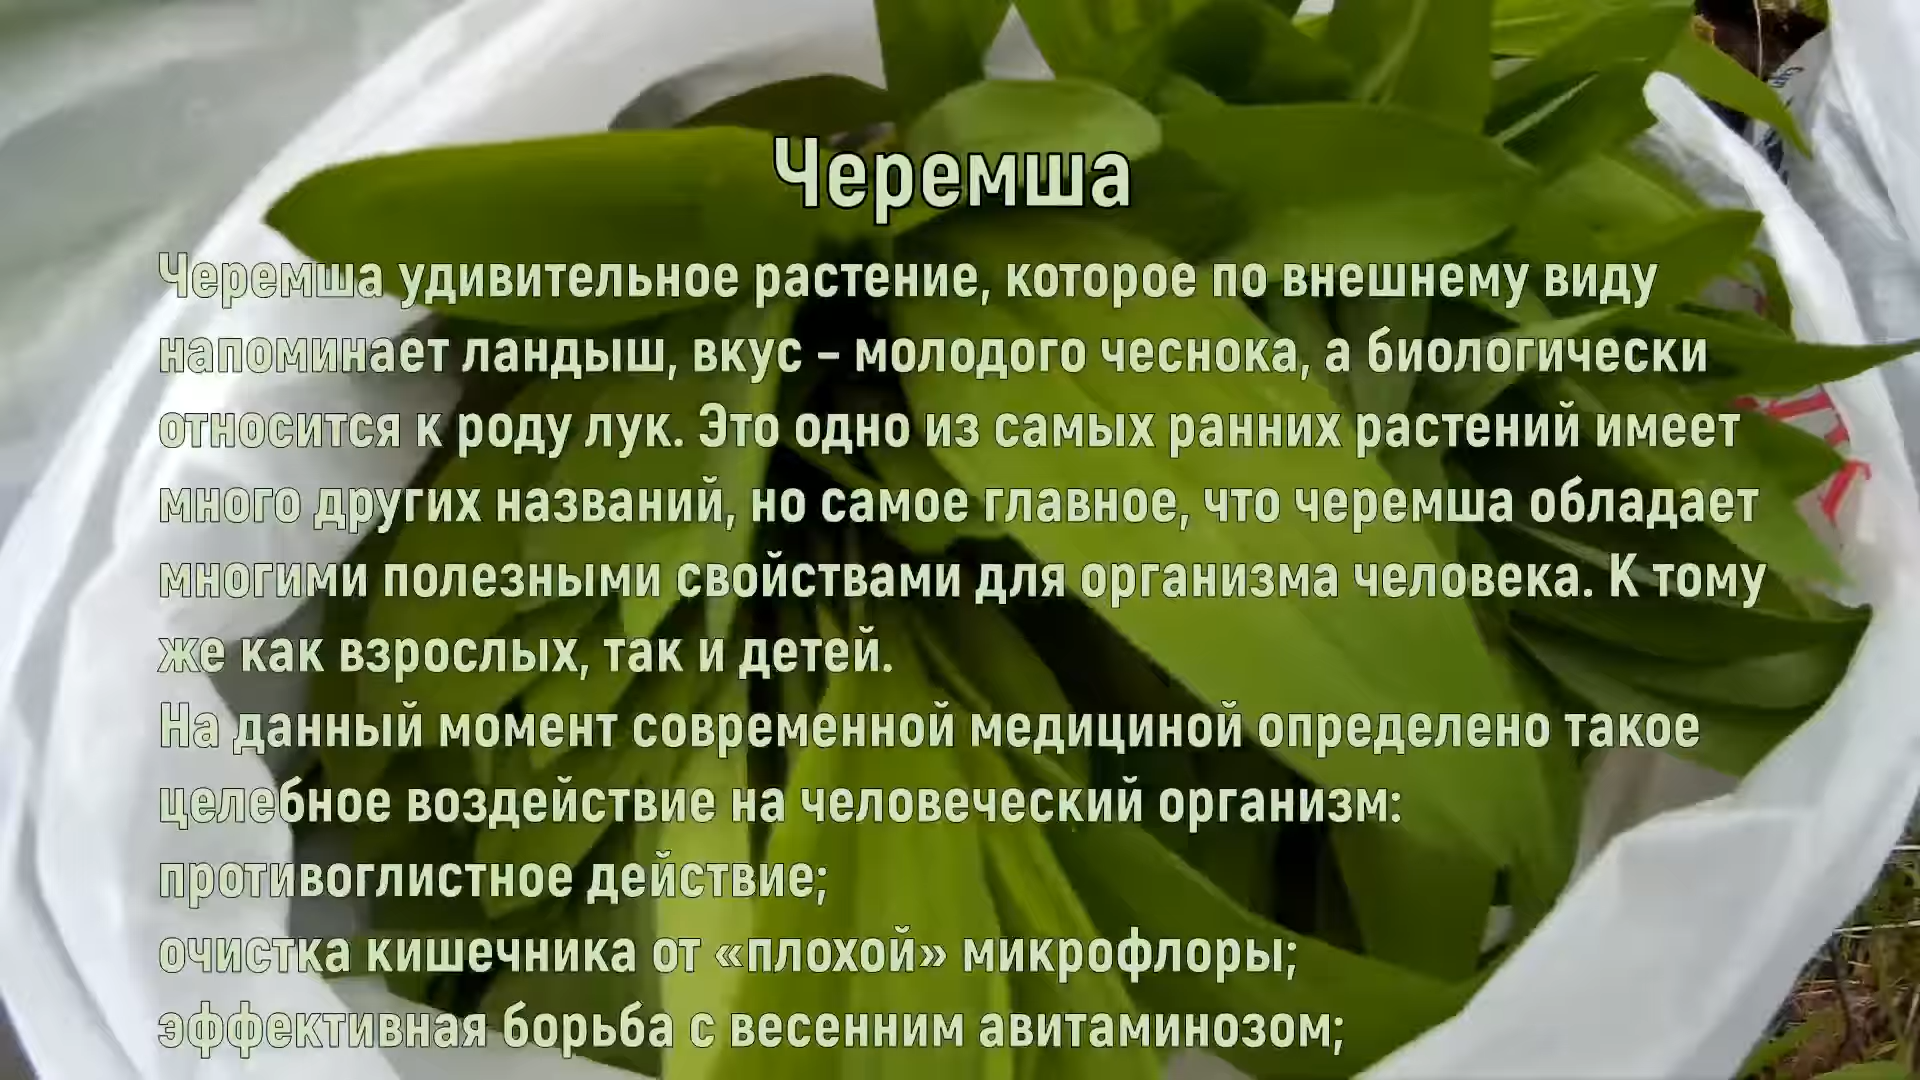 Черемша
Черемша удивительное растение, которое по внешнему виду
напоминает ландыш, вкус – молодого чеснока, а биологически
относится к роду лук. Это одно из самых ранних растений имеет
много других названий, но самое главное, что черемша обладает
многими полезными свойствами для организма человека. К тому
же как взрослых, так и детей.
На данный момент современной медициной определено такое
целебное воздействие на человеческий организм:
противоглистное действие;
очистка кишечника от «плохой» микрофлоры;
эффективная борьба с весенним авитаминозом;